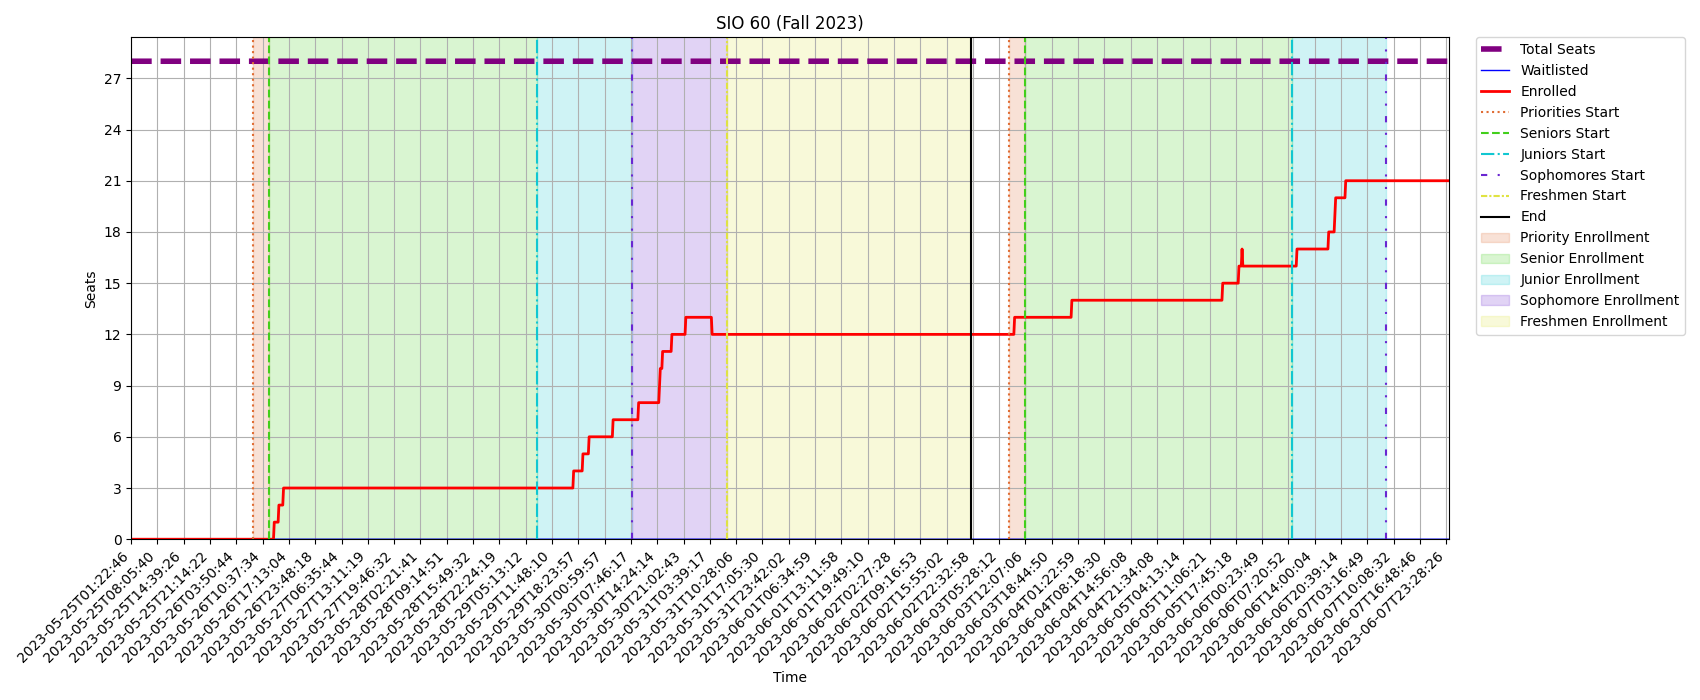 SIO 60 (Fall 2023)
Seats
27
24
21
18
15
12
9
6
3
0
2023-05-25T01:22:46
2023-05-25T08:05:40
2023-05-25T14:39:26
2023-05-25T21:14:22
2023-05-26T03:50:44
2023-05-26T10:37:34
2023-05-26T17:13:04
2023-05-26T23:48:18
2023-05-27T06:35:44
2023-05-27T13:11:19
2023-05-27T19:46:32
2023-05-28T02:21:41
2023-05-28T09:14:51
2023-05-28T15:49:32
2023-05-28T22:24:19
2023-05-29T05:13:12
2023-05-29T11:48:10
2023-05-29T18:23:57
2023-05-30T00:59:57
2023-05-30T07:46:17
2023-05-30T14:24:14
2023-05-30T21:02:43
2023-05-31T03:39:17
2023-05-31T10:28:06
2023-05-31T17:05:30
2023-05-31T23:42:02
2023-06-01T06:34:59
2023-06-01T13:11:58
2023-06-01T19:49:10
2023-06-02T02:27:28
2023-06-02T09:16:53
2023-06-02T15:55:02
2023-06-02T22:32:58
2023-06-03T05:28:12
2023-06-03T12:07:06
2023-06-03T18:44:50
2023-06-04T01:22:59
2023-06-04T08:18:30
2023-06-04T14:56:08
2023-06-04T21:34:08
2023-06-05T04:13:14
2023-06-05T11:06:21
2023-06-05T17:45:18
2023-06-06T00:23:49
2023-06-06T07:20:52
2023-06-06T14:00:04
2023-06-06T20:39:14
2023-06-07T03:16:49
2023-06-07T10:08:32
2023-06-07T16:48:46
2023-06-07T23:28:26
Time
Total Seats
Waitlisted
Enrolled
Priorities Start
Seniors Start
Juniors Start
Sophomores Start
Freshmen Start
End
Priority Enrollment
Senior Enrollment
Junior Enrollment
Sophomore Enrollment
Freshmen Enrollment